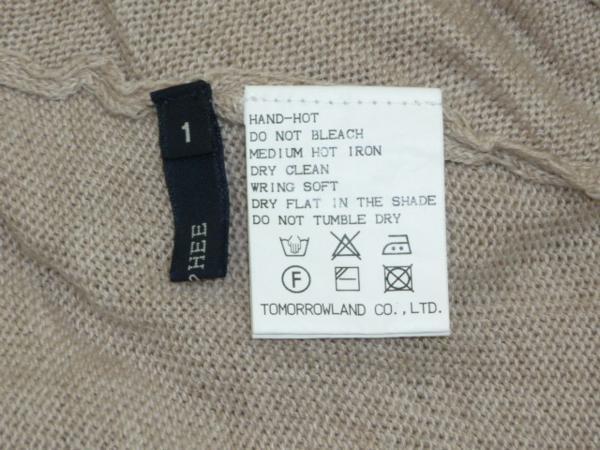 1
HEE
HAND-HOT
DO NOT BLEACH
MEDIUM HOT IRON
DRY CLEAN
WRING SOFT
DRY FLAT IN THE SHADE
DO NOT TUMBLE DRY
F
TOMORROWLAND CO.,LTD.